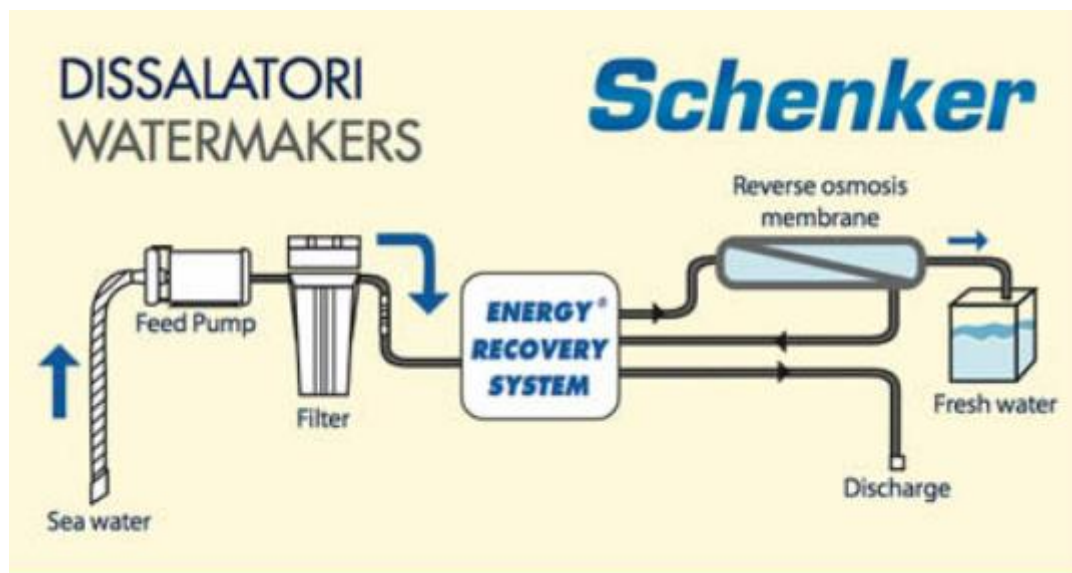 DISSALATORI
WATERMAKERS
Schenker
Reverse osmosis
membrane
Feed Pump
ENERGY®
RECOVERY
SYSTEM
Filter
Fresh water
Discharge
Sea water